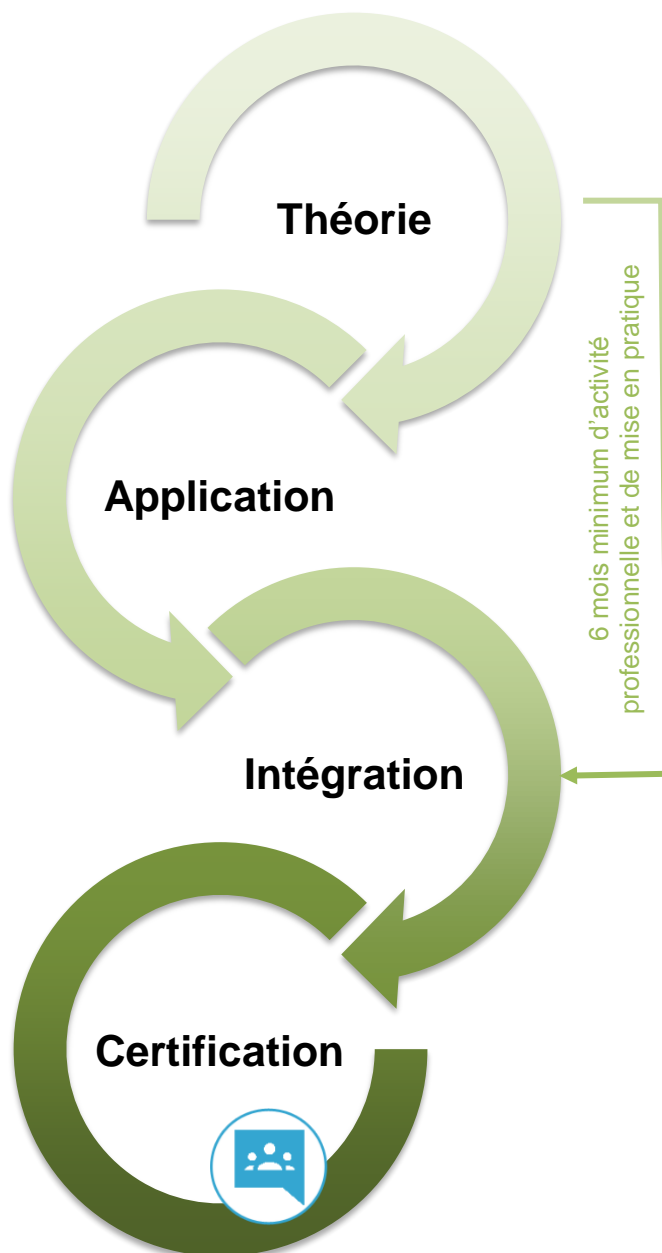 Théorie
6 mois minimum d’activité
professionnelle et de mise en pratique
Application
Intégration
Certification